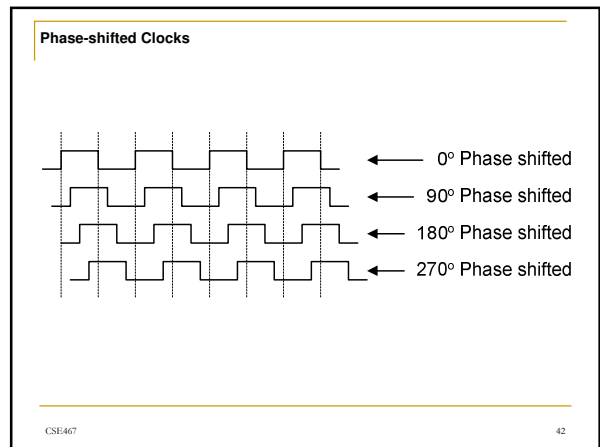 Phase-shifted Clocks
0° Phase shifted
90° Phase shifted
180° Phase shifted
270° Phase shifted
CSE467 42